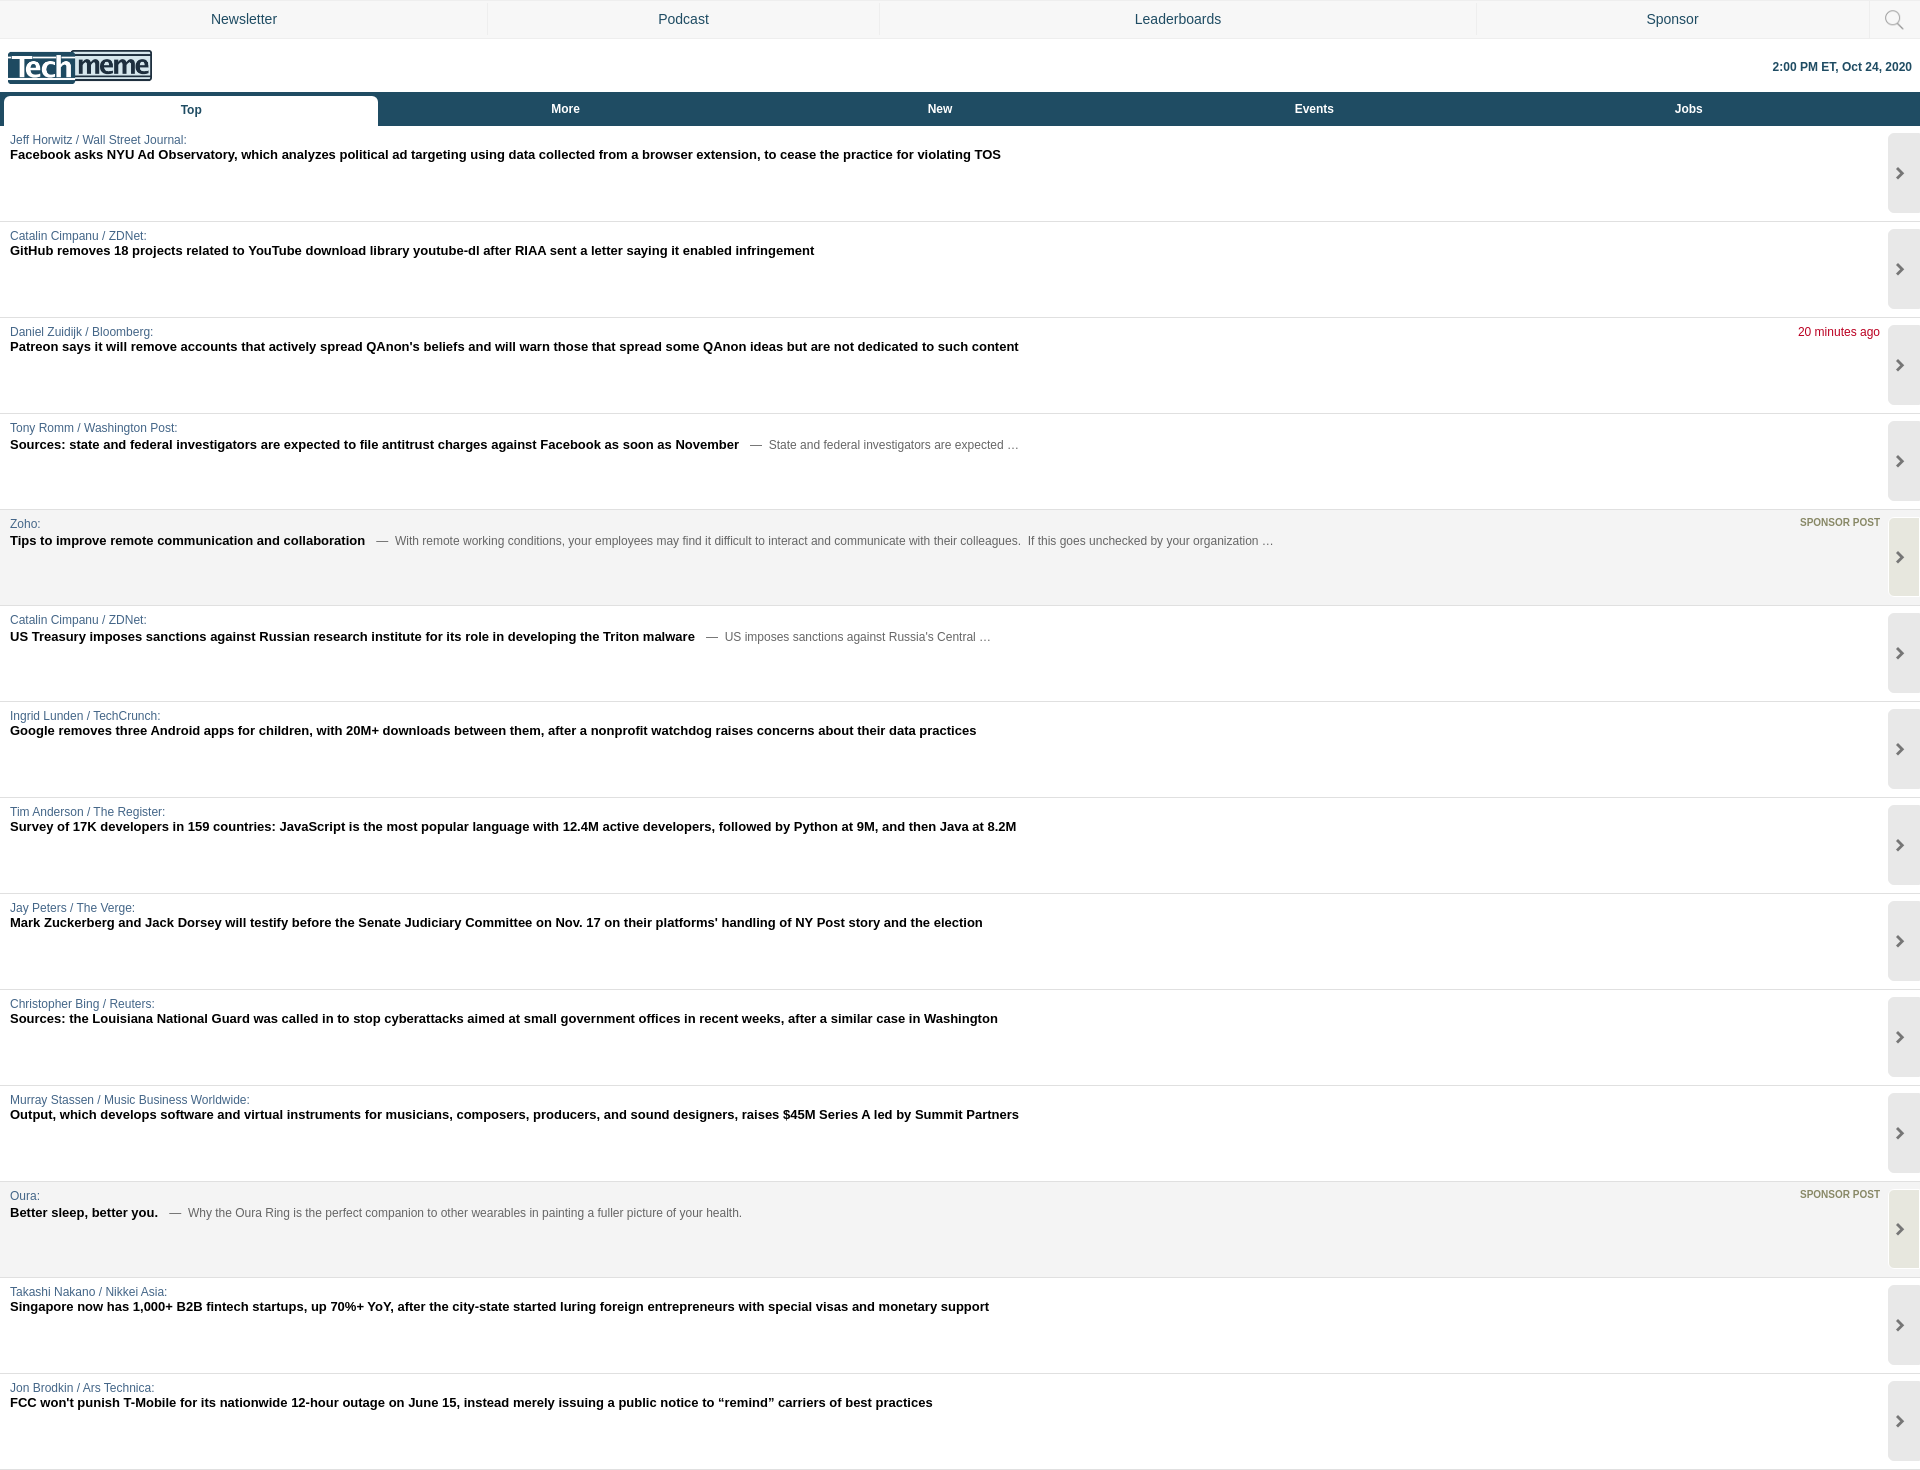 Newsletter
Podcast
Leaderboards
Sponsor
Techmeme
2:00 PM ET, Oct 24, 2020
Top
More
New
Events
Jobs
Jeff Horwitz / Wall Street Journal:
Facebook asks NYU Ad Observatory, which analyzes political ad targeting using data collected from a browser extension, to cease the practice for violating TOS
Catalin Cimpanu / ZDNet:
GitHub removes 18 projects related to YouTube download library youtube-dl after RIAA sent a letter saying it enabled infringement
Daniel Zuidijk / Bloomberg:
20 minutes ago
Patreon says it will remove accounts that actively spread QAnon's beliefs and will warn those that spread some QAnon ideas but are not dedicated to such content
Tony Romm / Washington Post:
Sources: state and federal investigators are expected to file antitrust charges against Facebook as soon as November — State and federal investigators are expected …
Zoho:
SPONSOR POST
Tips to improve remote communication and collaboration — With remote working conditions, your employees may find it difficult to interact and communicate with their colleagues. If this goes unchecked by your organization …
Catalin Cimpanu / ZDNet:
US Treasury imposes sanctions against Russian research institute for its role in developing the Triton malware — US imposes sanctions against Russia's Central …
Ingrid Lunden / TechCrunch:
Google removes three Android apps for children, with 20M+ downloads between them, after a nonprofit watchdog raises concerns about their data practices
Tim Anderson / The Register:
Survey of 17K developers in 159 countries: JavaScript is the most popular language with 12.4M active developers, followed by Python at 9M, and then Java at 8.2M
Jay Peters / The Verge:
Mark Zuckerberg and Jack Dorsey will testify before the Senate Judiciary Committee on Nov. 17 on their platforms' handling of NY Post story and the election
Christopher Bing / Reuters:
Sources: the Louisiana National Guard was called in to stop cyberattacks aimed at small government offices in recent weeks, after a similar case in Washington
Murray Stassen / Music Business Worldwide:
Output, which develops software and virtual instruments for musicians, composers, producers, and sound designers, raises $45M Series A led by Summit Partners
Oura:
SPONSOR POST
Better sleep, better you. — Why the Oura Ring is the perfect companion to other wearables in painting a fuller picture of your health.
Takashi Nakano / Nikkei Asia:
Singapore now has 1,000+ B2B fintech startups, up 70%+ YoY, after the city-state started luring foreign entrepreneurs with special visas and monetary support
Jon Brodkin / Ars Technica:
FCC won't punish T-Mobile for its nationwide 12-hour outage on June 15, instead merely issuing a public notice to “remind” carriers of best practices